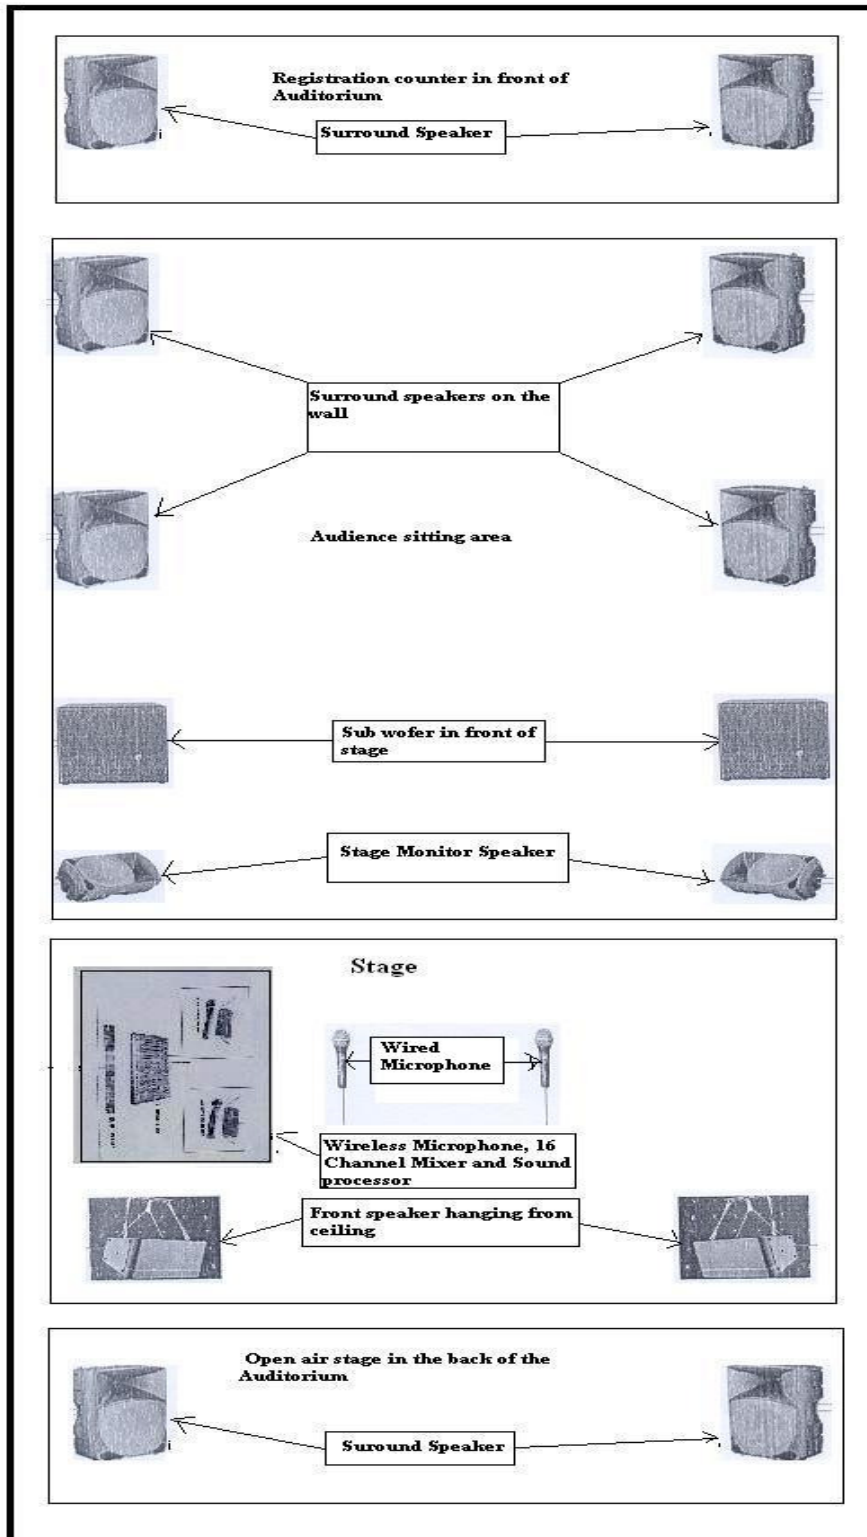 Registration counter in front of
Auditorium
Surround Speaker
Surround speakers on the
wall
Audience sitting area
Sub wofer in front of
stage
Stage Monitor Speaker
Stage
Wired
Microphone
Wireless Microphone, 16
Channel Mixer and Sound
processor
Front speaker hanging from
ceiling
Open air stage in the back of the
Auditorium
Suround Speaker